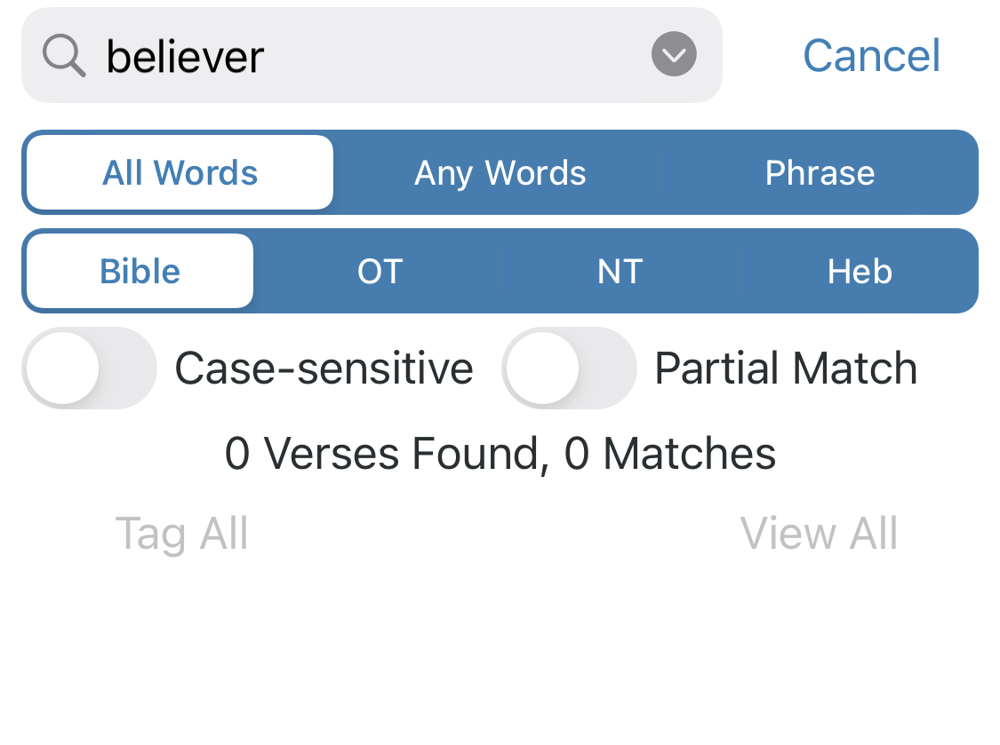 believer Cancel
All Words Any Words Phrase
Bible OT NT Heb
Case-sensitive Partial Match
0 Verses Found, 0 Matches
Tag All View All